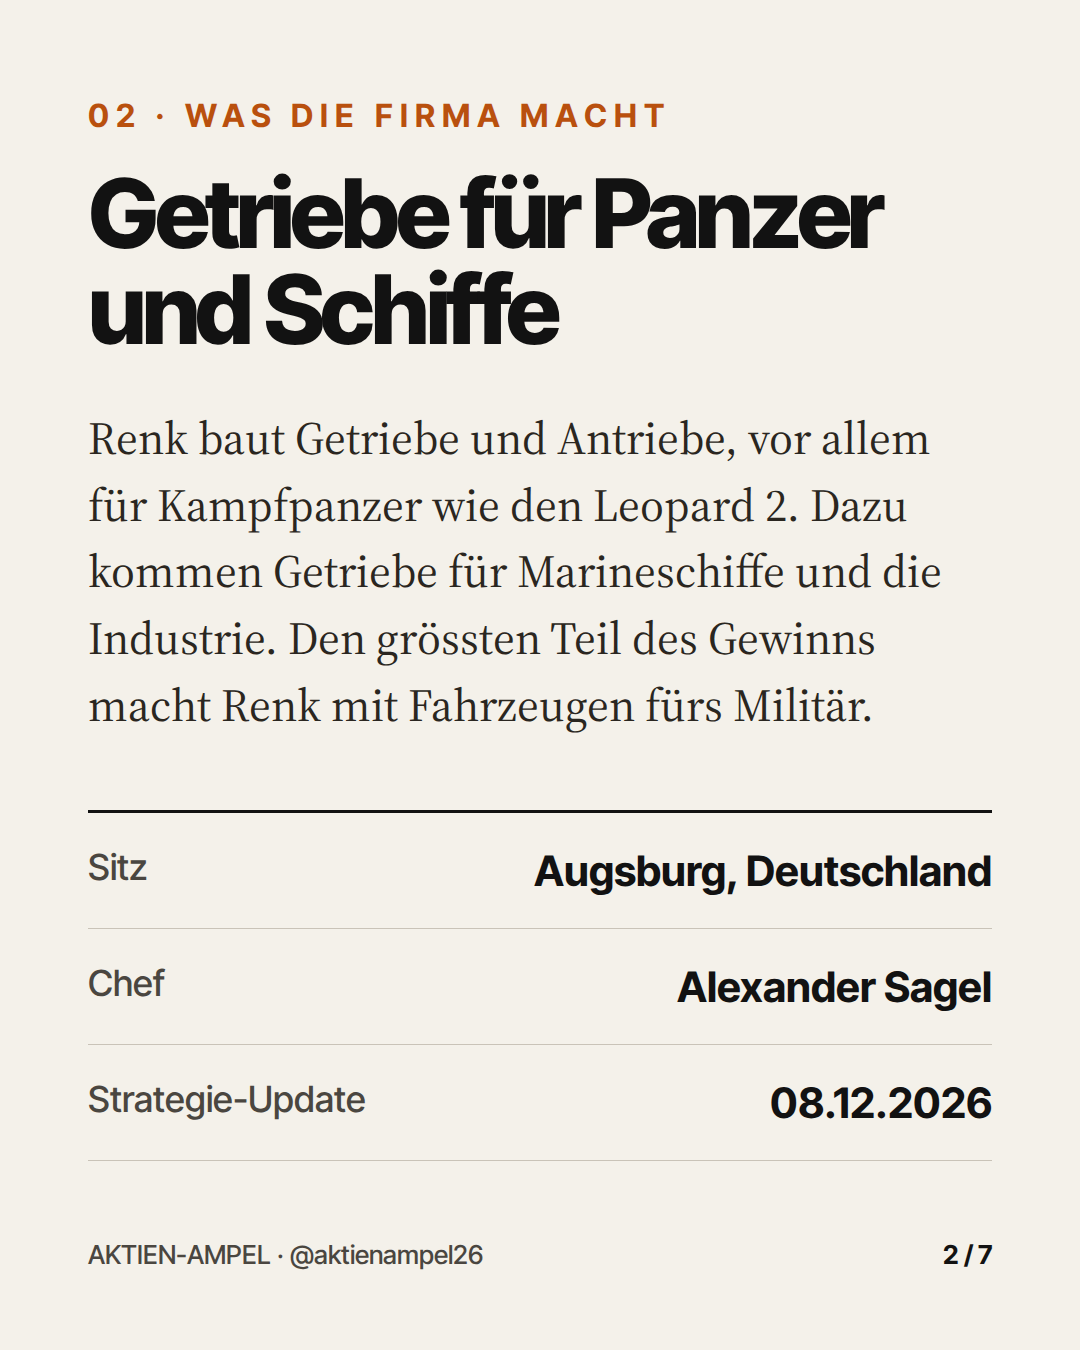 02 · WAS DIE FIRMA MACHT
Getriebe für Panzer
und Schiffe
Renk baut Getriebe und Antriebe, vor allem
für Kampfpanzer wie den Leopard 2. Dazu
kommen Getriebe für Marineschiffe und die
Industrie. Den grössten Teil des Gewinns
macht Renk mit Fahrzeugen fürs Militär.
Sitz Augsburg, Deutschland
Chef Alexander Sagel
Strategie-Update 08.12.2026
AKTIEN-AMPEL · @aktienampel26 2 / 7